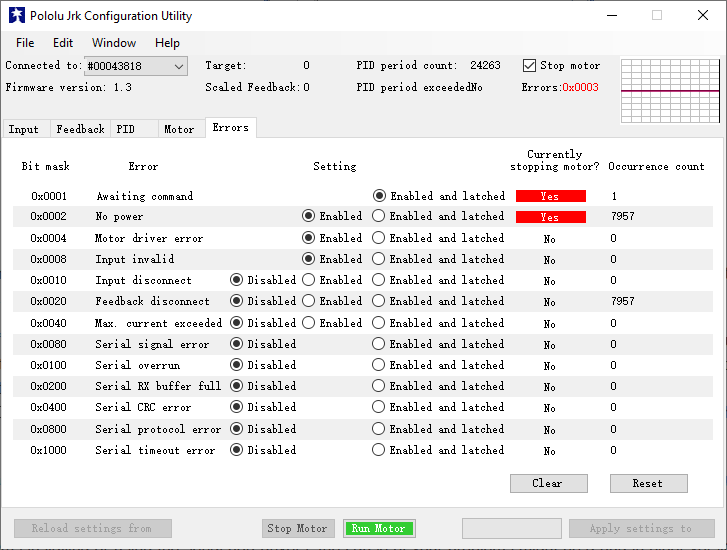 Pololu Jrk Configuration Utility
File Edit Window Help
Connected to: #00043818 Target: 0 PID period count: 24263 Stop motor
Firmware version: 1.3 Scaled Feedback: 0 PID period exceeded No Errors: 0x0003
Input Feedback PID Motor Errors
Currently
Bit mask Error Setting stopping motor? Occurrence count
0x0001 Awaiting command Enabled and latched Yes 1
0x0002 No power Enabled Enabled and latched Yes 7957
0x0004 Motor driver error Enabled Enabled and latched No 0
0x0008 Input invalid Enabled Enabled and latched No 0
0x0010 Input disconnect Disabled Enabled Enabled and latched No 0
0x0020 Feedback disconnect Disabled Enabled Enabled and latched No 7957
0x0040 Max. current exceeded Disabled Enabled Enabled and latched No 0
0x0080 Serial signal error Disabled Enabled and latched No 0
0x0100 Serial overrun Disabled Enabled and latched No 0
0x0200 Serial RX buffer full Disabled Enabled and latched No 0
0x0400 Serial CRC error Disabled Enabled and latched No 0
0x0800 Serial protocol error Disabled Enabled and latched No 0
0x1000 Serial timeout error Disabled Enabled and latched No 0
Clear Reset
Reload settings from Stop Motor Run Motor Apply settings to